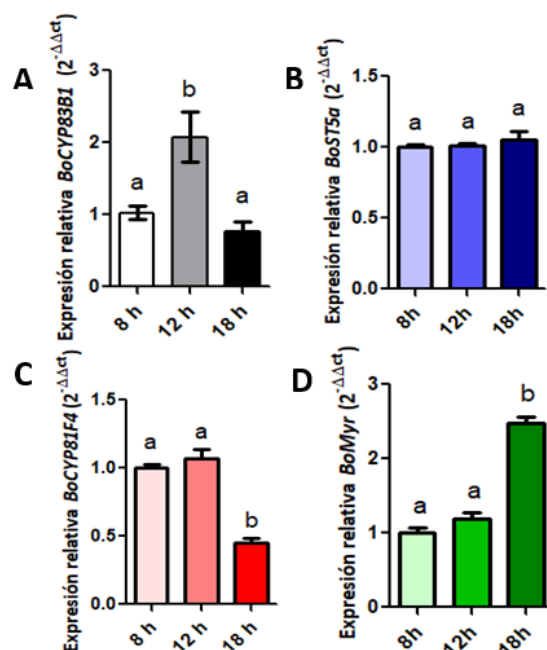 A
Expresión relativa BoCYP83B1 (2^-ΔΔct)
3
2
1
0
a
b
a
8 h
12 h
18 h
B
Expresión relativa BoST5a (2^-ΔΔct)
1.5
1.0
0.5
0.0
a
a
a
8h
12h
18h
C
Expresión relativa BoCYP81F4 (2^-ΔΔct)
1.5
1.0
0.5
0.0
a
a
b
8 h
12 h
18 h
D
Expresión relativa BoMyr (2^-ΔΔct)
3
2
1
0
a
a
b
8h
12h
18h